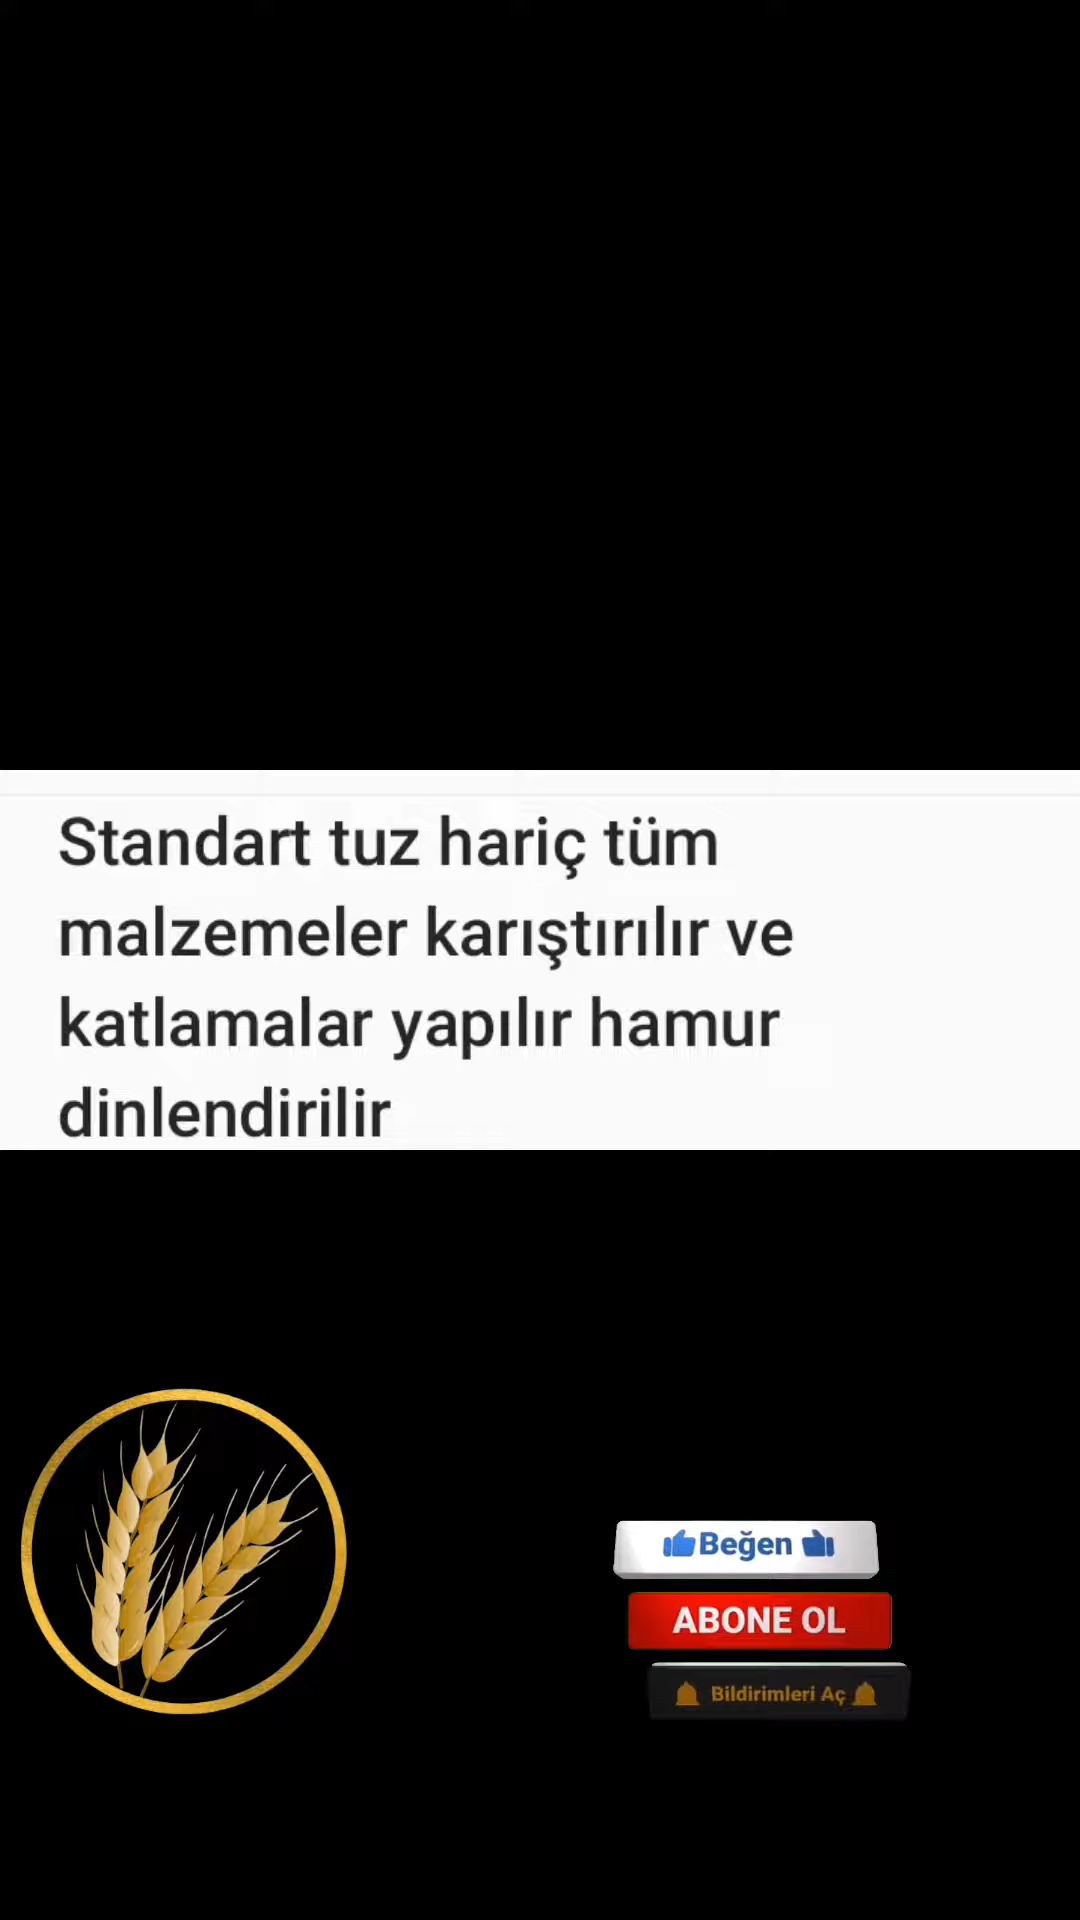 Standart tuz hariç tüm
malzemeler karıştırılır ve
katlamalar yapılır hamur
dinlendirilir
Beğen
ABONE OL
Bildirimleri Aç